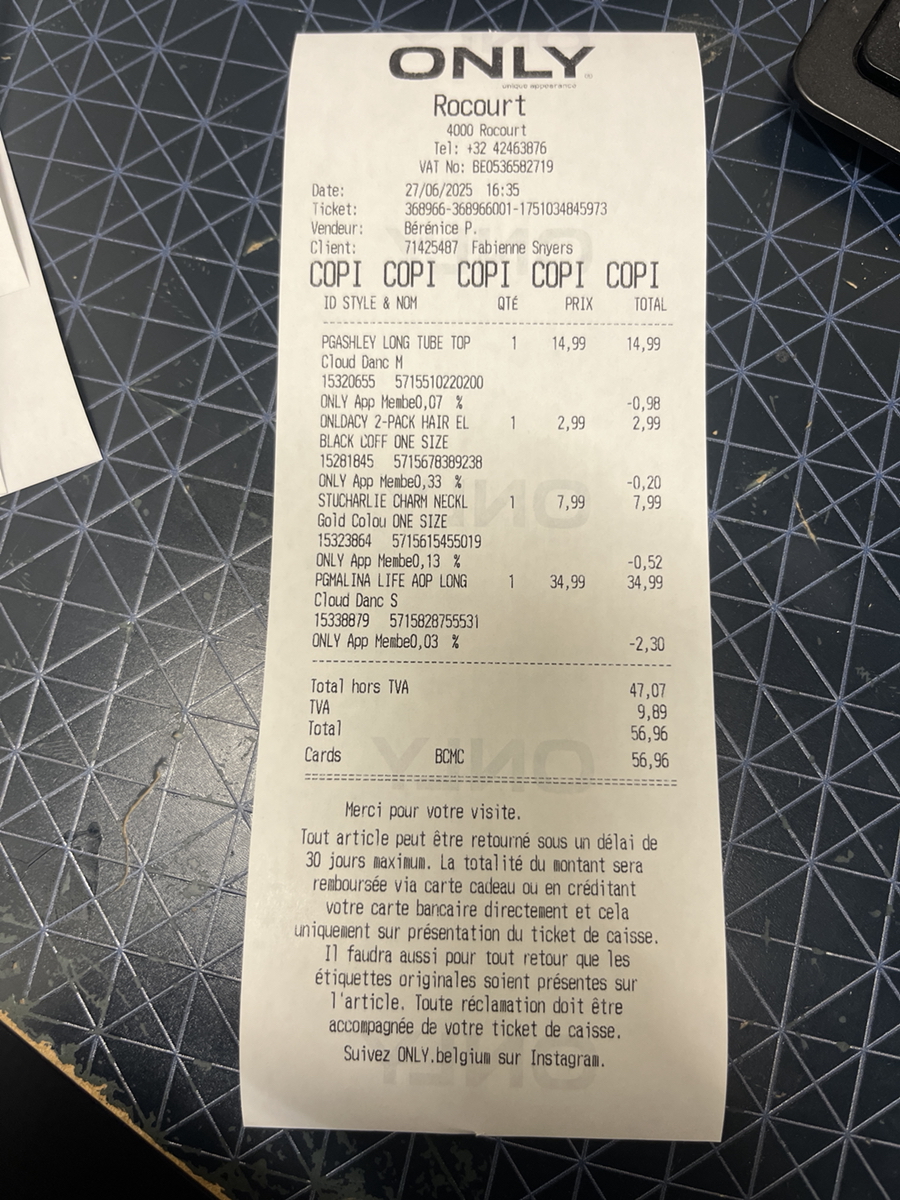 ONLY
unique appearance
Rocourt
4000 Rocourt
Tel: +32 42463876
VAT No: BE0536582719
Date: 27/06/2025 16:35
Ticket: 368966-368966001-1751034845973
Vendeur: Bérénice P.
Client: 71425487 Fabienne Snyers
COPI COPI COPI COPI COPI
ID STYLE & NOM QTÉ PRIX TOTAL
PGASHLEY LONG TUBE TOP 1 14,99 14,99
Cloud Danc M
15320655 5715510220200
ONLY App Membe0,07 % -0,98
ONLDACY 2-PACK HAIR EL 1 2,99 2,99
BLACK COFF ONE SIZE
15281845 5715678389238
ONLY App Membe0,33 % -0,20
STUCHARLIE CHARM NECKL 1 7,99 7,99
Gold Colou ONE SIZE
15323864 5715615455019
ONLY App Membe0,13 % -0,52
PGMALINA LIFE AOP LONG 1 34,99 34,99
Cloud Danc S
15338879 5715828755531
ONLY App Membe0,03 % -2,30
Total hors TVA 47,07
TVA 9,89
Total 56,96
Cards BCMC 56,96
Merci pour votre visite.
Tout article peut être retourné sous un délai de
30 jours maximum. La totalité du montant sera
remboursée via carte cadeau ou en créditant
votre carte bancaire directement et cela
uniquement sur présentation du ticket de caisse.
Il faudra aussi pour tout retour que les
étiquettes originales soient présentes sur
l'article. Toute réclamation doit être
accompagnée de votre ticket de caisse.
Suivez ONLY.belgium sur Instagram.